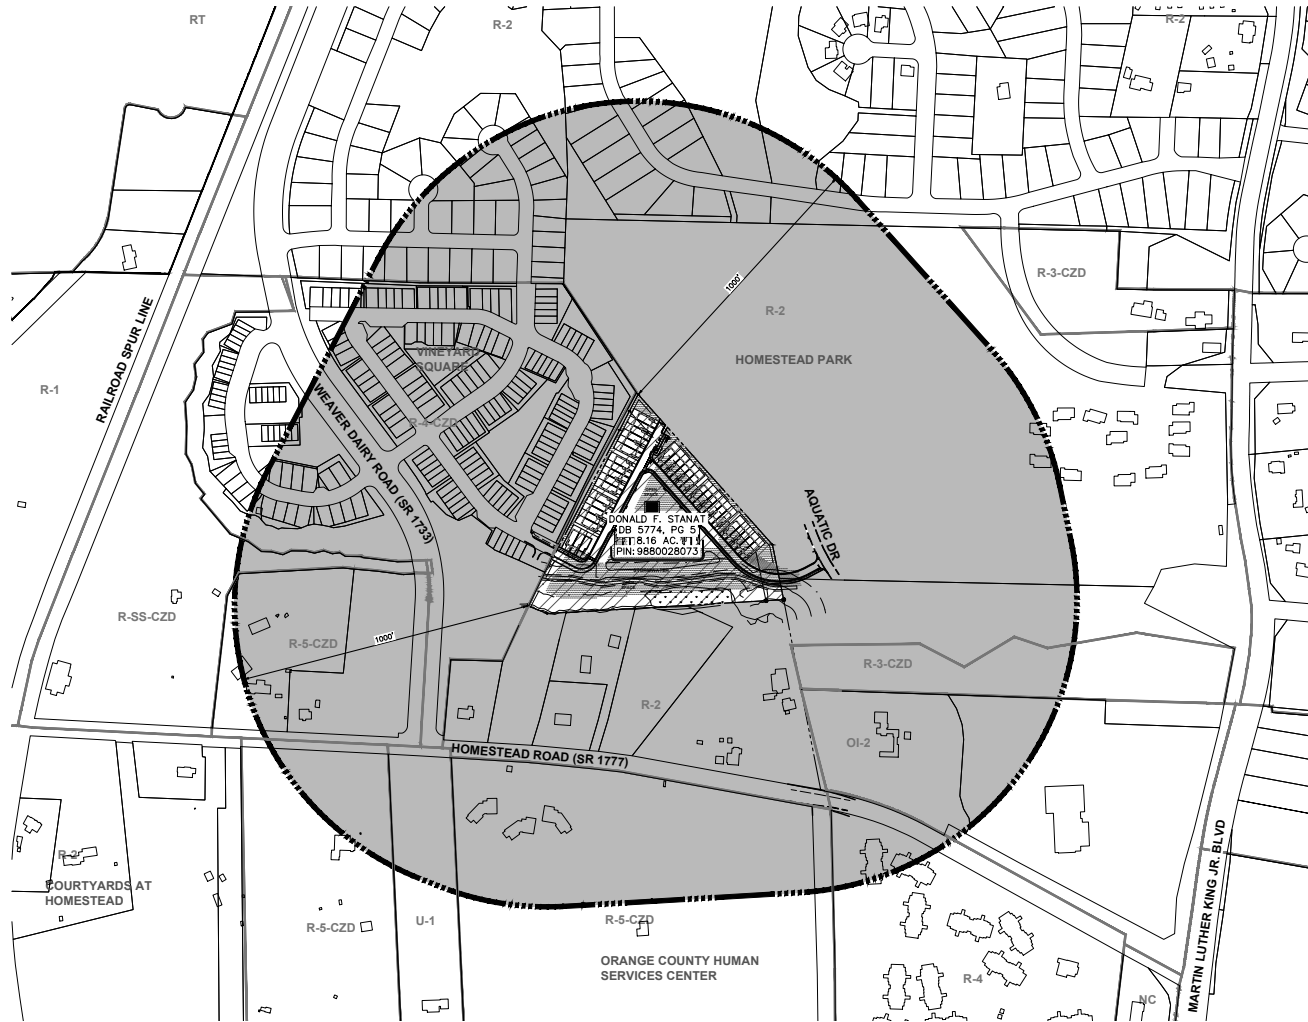 RT
R-2
R-2
R-3-CZD
1000'
R-2
RAILROAD SPUR LINE
VINEYARD
SQUARE
HOMESTEAD PARK
R-1
WEAVER DAIRY ROAD (SR 1733)
R-4-CZD
AQUATIC DR
DONALD F. STANAT
DB 5774, PG 5
8.16 AC.
PIN: 9880028073
R-SS-CZD
R-5-CZD
1000'
R-3-CZD
R-2
OI-2
HOMESTEAD ROAD (SR 1777)
R-2
COURTYARDS AT
HOMESTEAD
MARTIN LUTHER KING JR. BLVD
R-5-CZD
U-1
R-5-CZD
ORANGE COUNTY HUMAN
SERVICES CENTER
R-4
NC